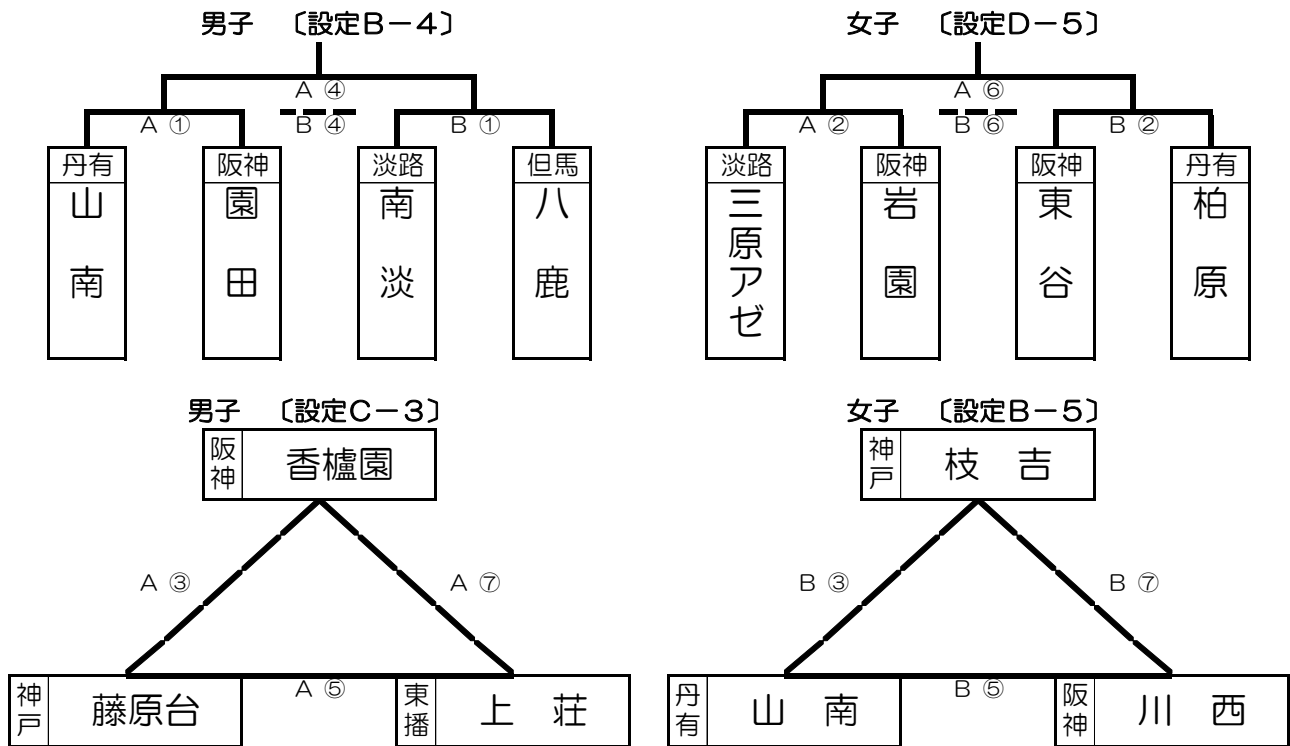 男子　〔設定Ｂ－４〕
Ａ ④
Ｂ ④
Ａ ①
Ｂ ①
丹有
山南
阪神
園田
淡路
南淡
但馬
八鹿
女子　〔設定Ｄ－５〕
Ａ ⑥
Ｂ ⑥
Ａ ②
Ｂ ②
淡路
三原アゼ
阪神
岩園
阪神
東谷
丹有
柏原
男子　〔設定Ｃ－３〕
阪神
香櫨園
Ａ ③
Ａ ⑦
神戸
藤原台
Ａ ⑤
東播
上　荘
女子　〔設定Ｂ－５〕
神戸
枝　吉
Ｂ ③
Ｂ ⑦
丹有
山　南
Ｂ ⑤
阪神
川　西